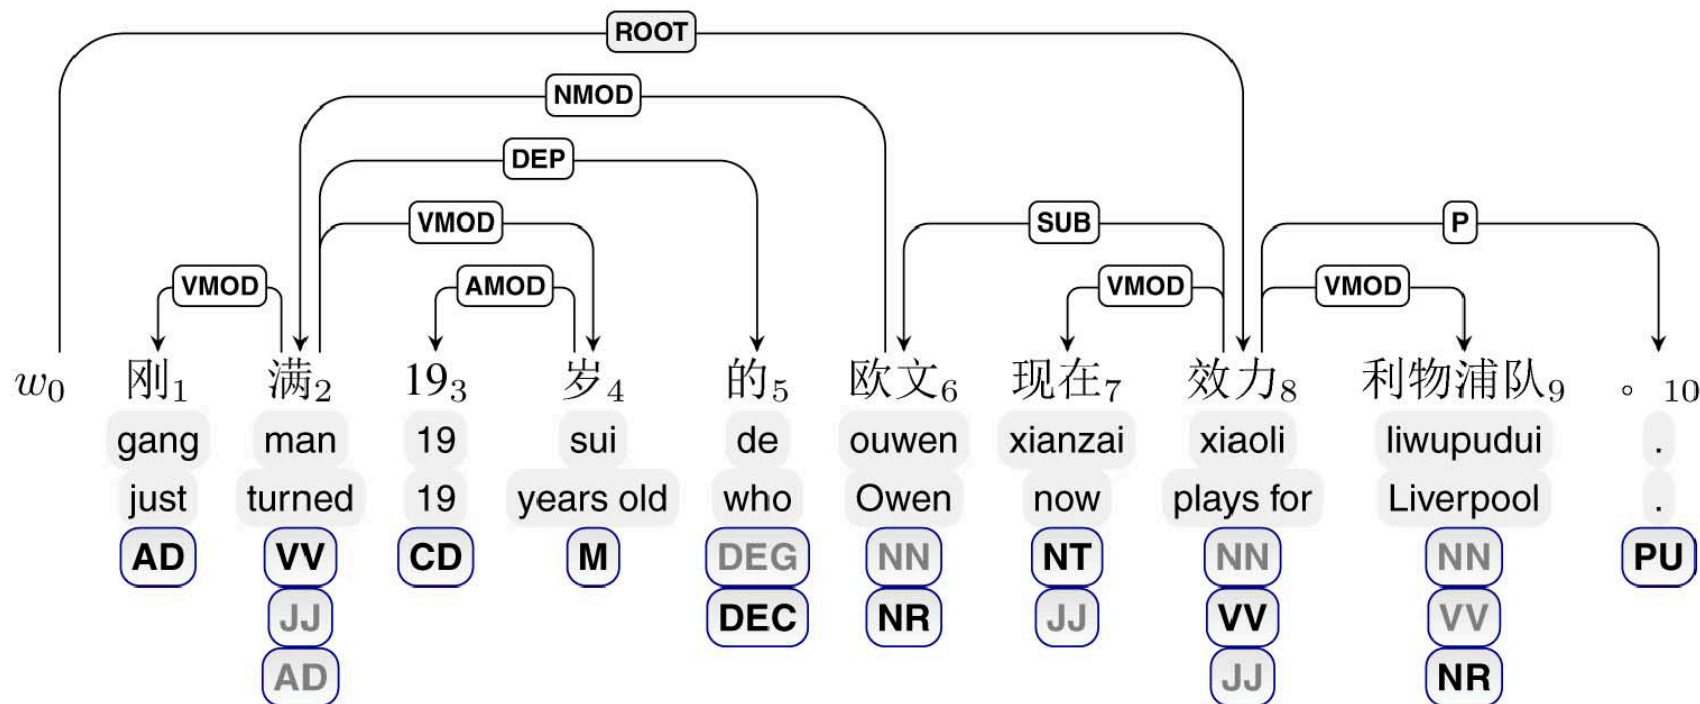 ROOT
NMOD
DEP
VMOD SUB P
VMOD AMOD VMOD VMOD
w0 刚1 满2 193 岁4 的5 欧文6 现在7 效力8 利物浦队9 。10
gang man 19 sui de ouwen xianzai xiaoli liwupudui .
just turned 19 years old who Owen now plays for Liverpool .
AD VV CD M DEG NN NT NN NN PU
JJ DEC NR JJ VV VV
AD JJ NR